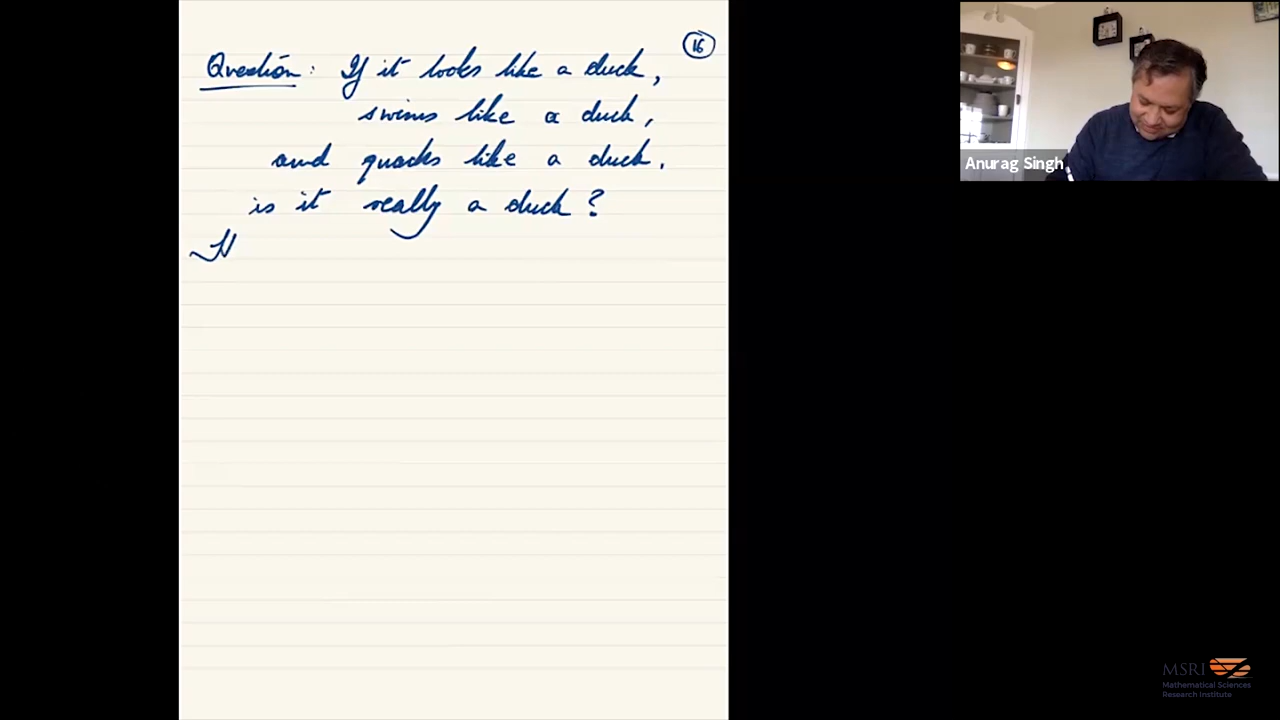 16
Question: If it looks like a duck,
swims like a duck,
and quacks like a duck,
is it really a duck?
Anurag Singh
MSRI
Mathematical Sciences
Research Institute